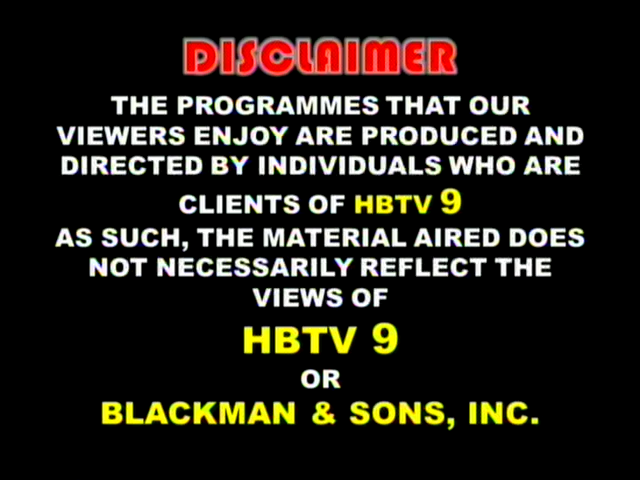 DISCLAIMER
THE PROGRAMMES THAT OUR
VIEWERS ENJOY ARE PRODUCED AND
DIRECTED BY INDIVIDUALS WHO ARE
CLIENTS OF HBTV 9
AS SUCH, THE MATERIAL AIRED DOES
NOT NECESSARILY REFLECT THE
VIEWS OF
HBTV 9
OR
BLACKMAN & SONS, INC.